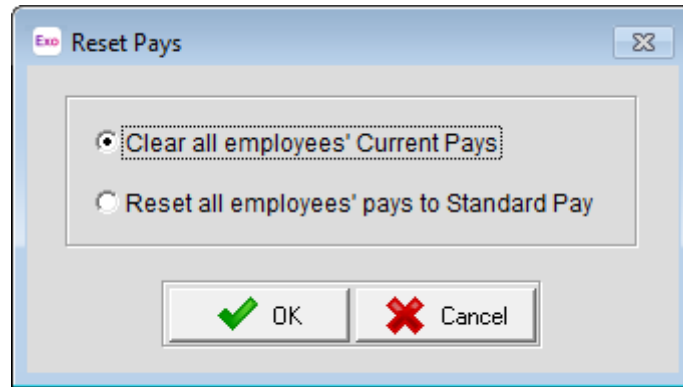 Exo Reset Pays
Clear all employees' Current Pays
Reset all employees' pays to Standard Pay
OK Cancel